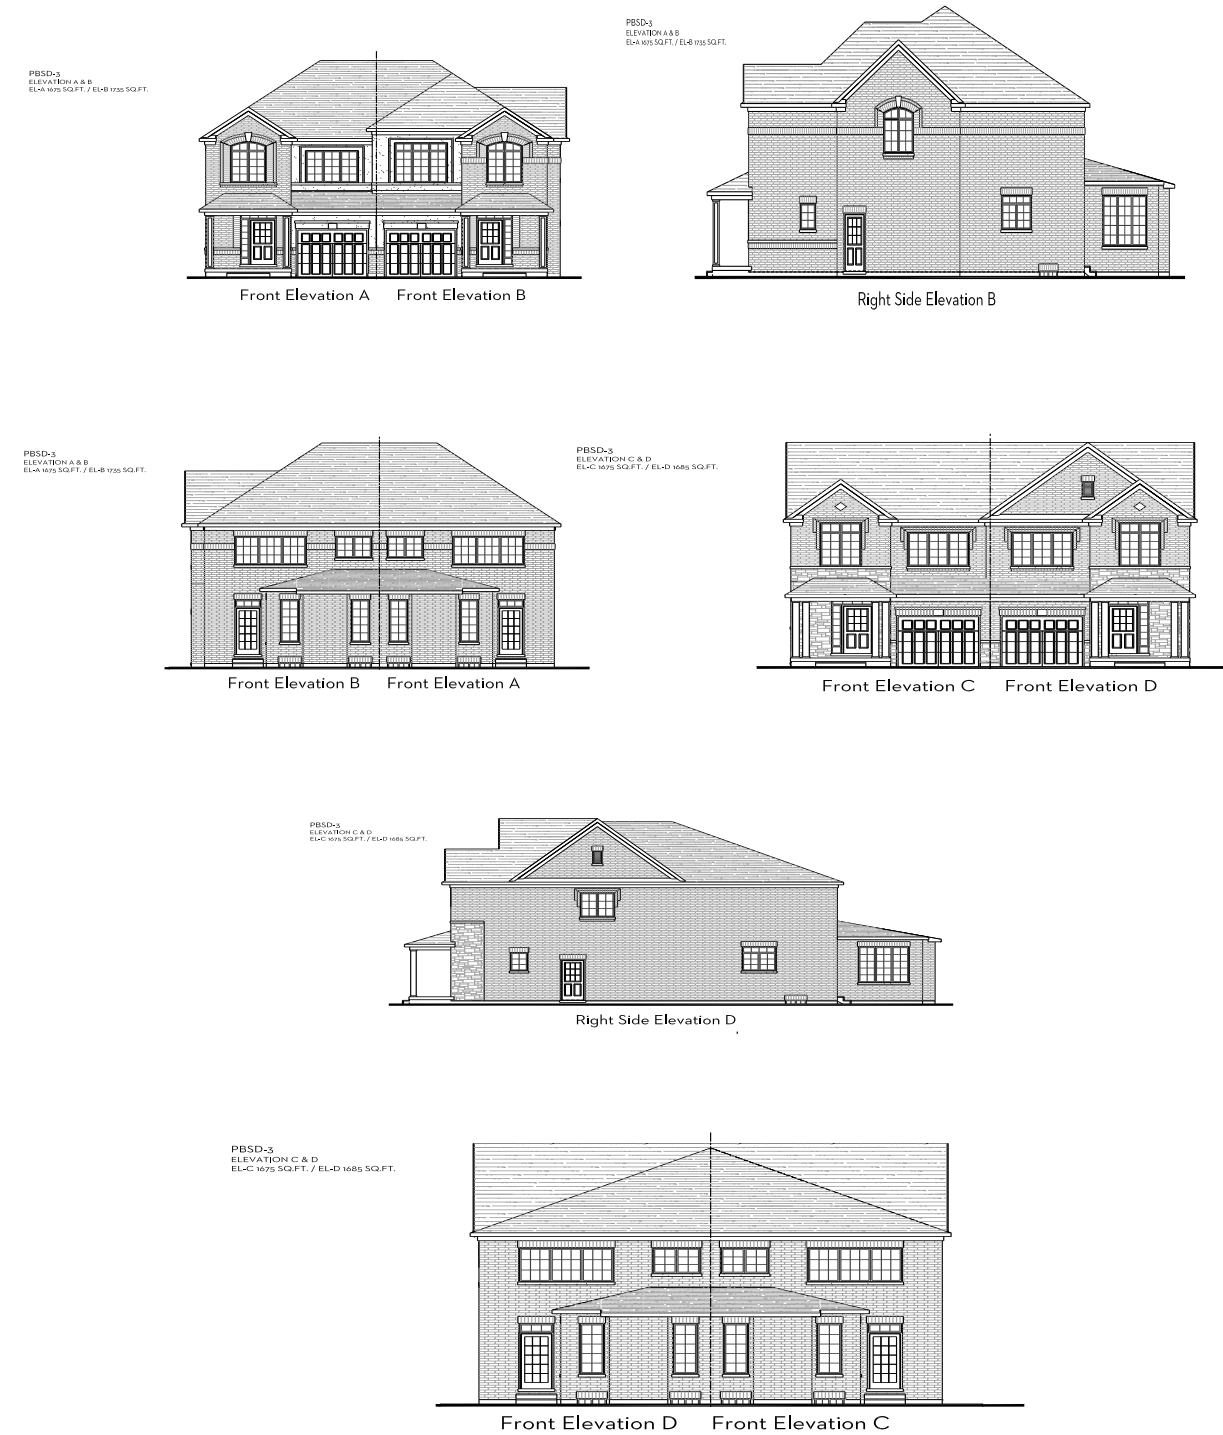 PBSD-3
ELEVATION A & B
EL-A 1675 SQ.FT. / EL-B 1735 SQ.FT.
Front Elevation A Front Elevation B
PBSD-3
ELEVATION A & B
EL-A 1675 SQ.FT. / EL-B 1735 SQ.FT.
Right Side Elevation B
PBSD-3
ELEVATION A & B
EL-A 1675 SQ.FT. / EL-B 1735 SQ.FT.
Front Elevation B Front Elevation A
PBSD-3
ELEVATION C & D
EL-C 1675 SQ.FT. / EL-D 1685 SQ.FT.
Front Elevation C Front Elevation D
PBSD-3
ELEVATION C & D
EL-C 1675 SQ.FT. / EL-D 1685 SQ.FT.
Right Side Elevation D
PBSD-3
ELEVATION C & D
EL-C 1675 SQ.FT. / EL-D 1685 SQ.FT.
Front Elevation D Front Elevation C